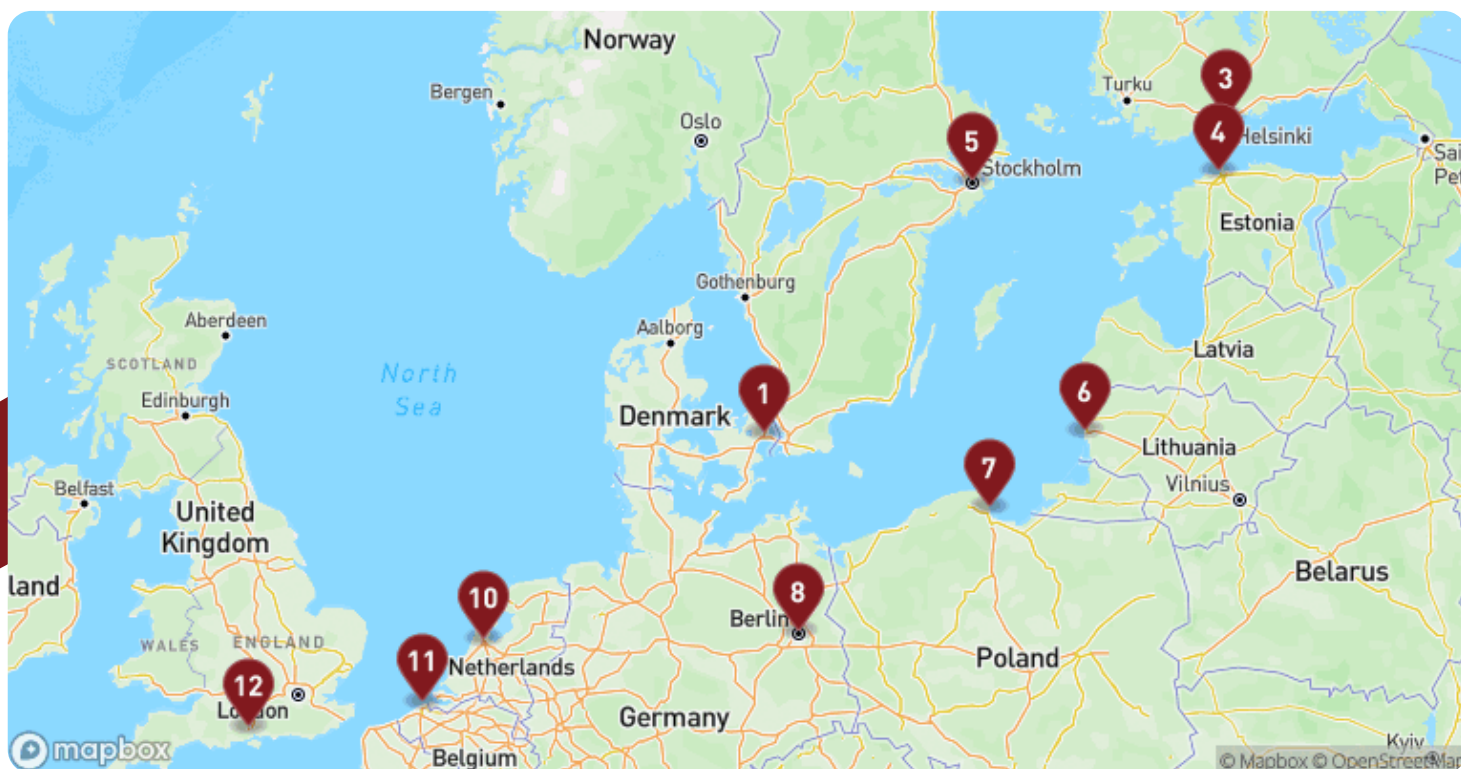 Norway
Bergen
Oslo
Turku
3
4
Helsinki
5
Stockholm
Sai
Pet
Estonia
Gothenburg
Aberdeen
Aalborg
SCOTLAND
Latvia
North
Sea
Edinburgh
1
Denmark
6
Lithuania
7
Vilnius
Belfast
United
Kingdom
land
Belarus
10
8
Berlin
WALES
ENGLAND
11
Netherlands
Poland
12
London
Germany
Belgium
Kyiv
mapbox
© Mapbox © OpenStreetMap